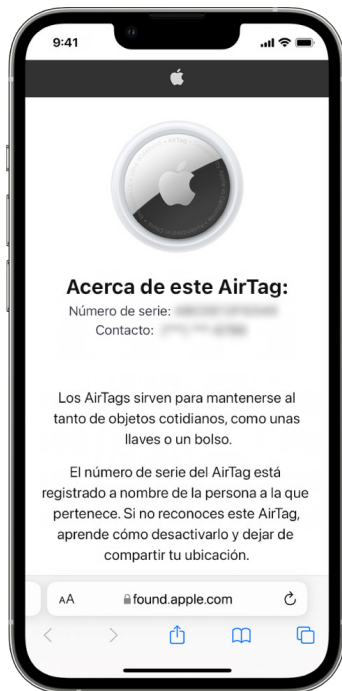 9:41
Acerca de este AirTag:
Número de serie:
Contacto:
Los AirTags sirven para mantenerse al
tanto de objetos cotidianos, como unas
llaves o un bolso.
El número de serie del AirTag está
registrado a nombre de la persona a la que
pertenece. Si no reconoces este AirTag,
aprende cómo desactivarlo y dejar de
compartir tu ubicación.
AA found.apple.com